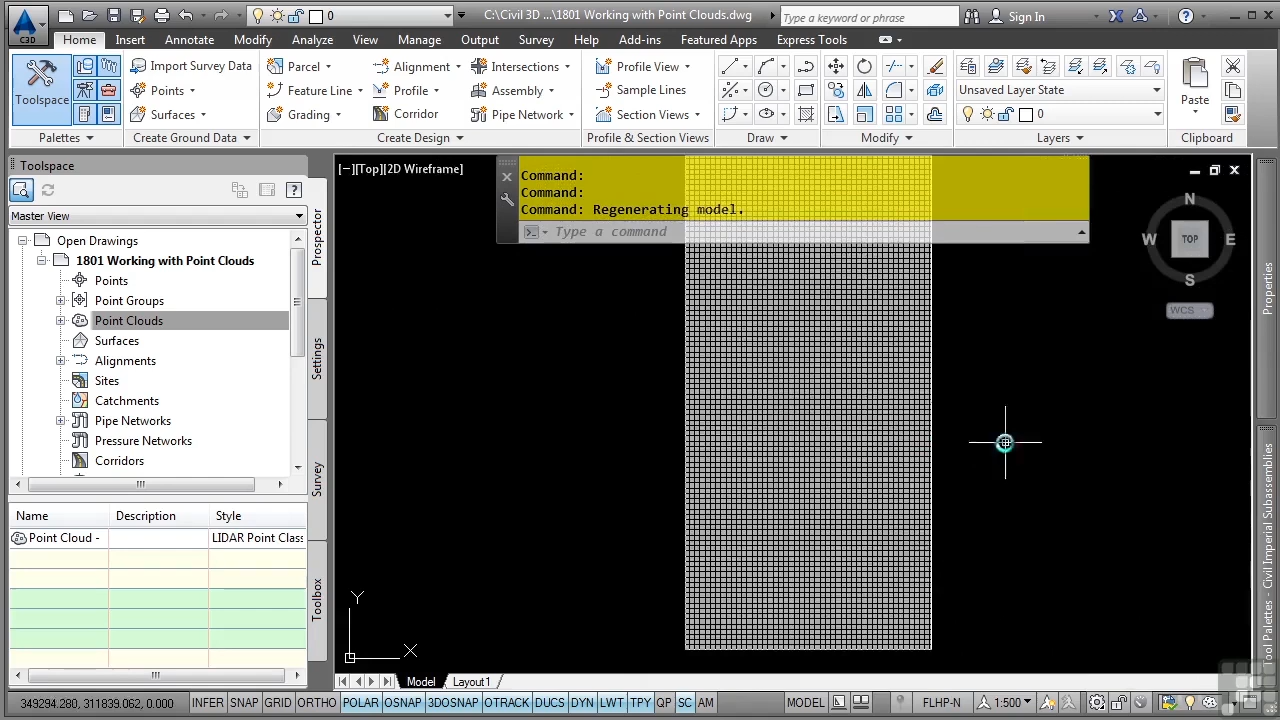 C:\Civil 3D ...\1801 Working with Point Clouds.dwg
Type a keyword or phrase
Sign In
0
C3D
Home Insert Annotate Modify Analyze View Manage Output Survey Help Add-ins Featured Apps Express Tools
Toolspace
Import Survey Data
Points
Surfaces
Parcel
Feature Line
Grading
Alignment
Profile
Corridor
Intersections
Assembly
Pipe Network
Profile View
Sample Lines
Section Views
Unsaved Layer State
0
Paste
Palettes
Create Ground Data
Create Design
Profile & Section Views
Draw
Modify
Layers
Clipboard
Toolspace
Master View
Open Drawings
1801 Working with Point Clouds
Points
Point Groups
Point Clouds
Surfaces
Alignments
Sites
Catchments
Pipe Networks
Pressure Networks
Corridors
Name Description Style
Point Cloud - LIDAR Point Class
Prospector
Settings
Survey
Toolbox
[−][Top][2D Wireframe]
Command:
Command:
Command: Regenerating model.
Type a command
N
W TOP E
S
WCS
Y
X
Properties
Tool Palettes - Civil Imperial Subassemblies
Model Layout1
349294.280, 311839.062, 0.000 INFER SNAP GRID ORTHO POLAR OSNAP 3DOSNAP OTRACK DUCS DYN LWT TPY QP SC AM MODEL FLHP-N 1:500